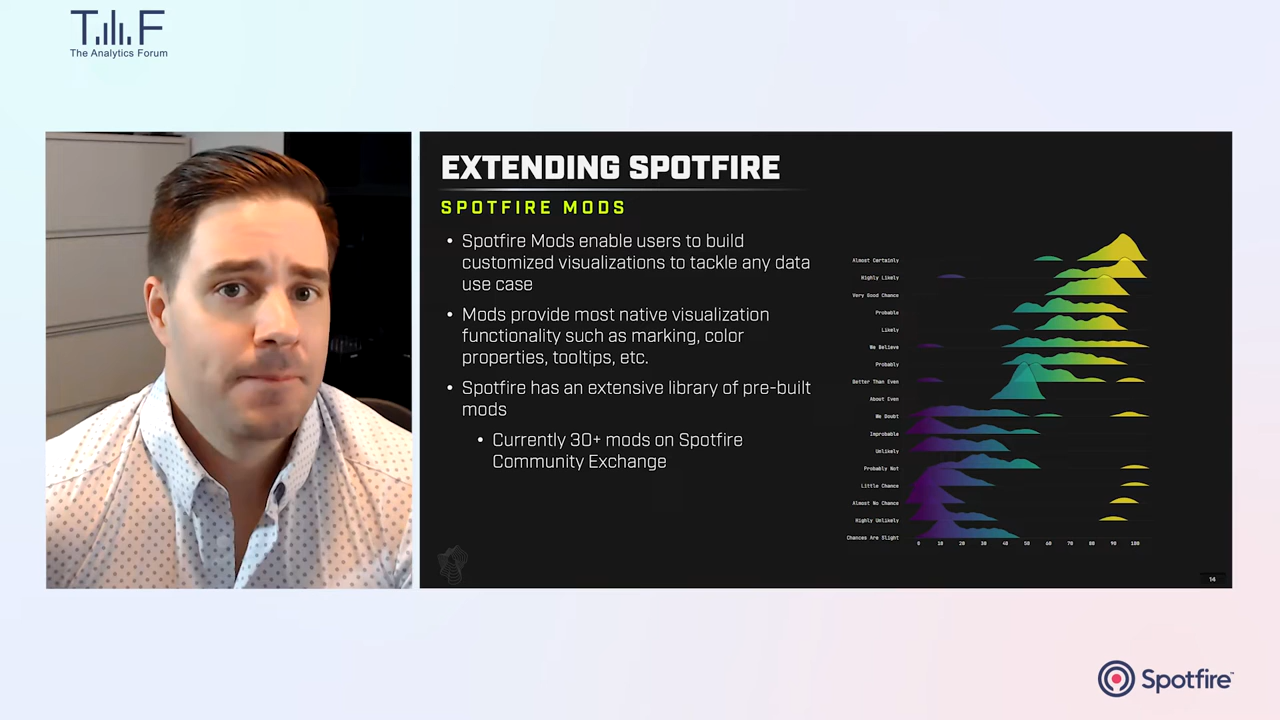 T F
The Analytics Forum
EXTENDING SPOTFIRE
SPOTFIRE MODS
• Spotfire Mods enable users to build
customized visualizations to tackle any data
use case
• Mods provide most native visualization
functionality such as marking, color
properties, tooltips, etc.
• Spotfire has an extensive library of pre-built
mods
• Currently 30+ mods on Spotfire
Community Exchange
Almost Certainly
Highly Likely
Very Good Chance
Probable
Likely
We Believe
Probably
Better Than Even
About Even
We Doubt
Improbable
Unlikely
Probably Not
Little Chance
Almost No Chance
Highly Unlikely
Chances Are Slight
0 10 20 30 40 50 60 70 80 90 100
14
Spotfire™